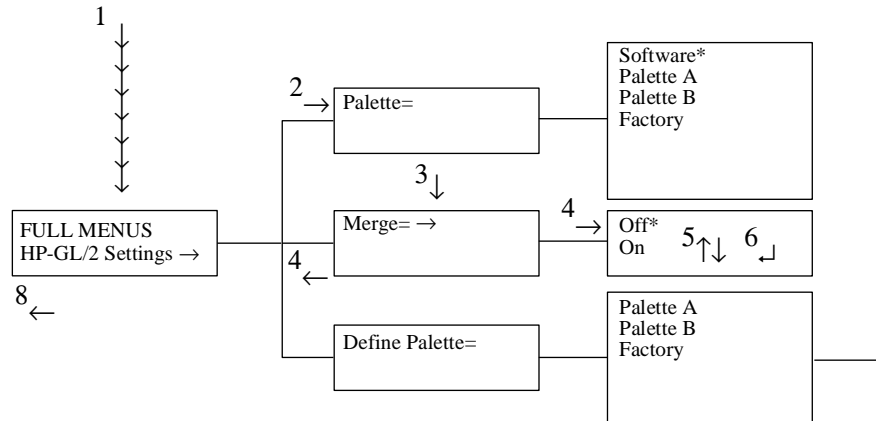 1
2 →
Palette=
Software*
Palette A
Palette B
Factory
3 ↓
FULL MENUS
HP-GL/2 Settings →
Merge= →
4 →
Off*
On
5 ↑↓
6 ↵
4 ←
8 ←
Define Palette=
Palette A
Palette B
Factory